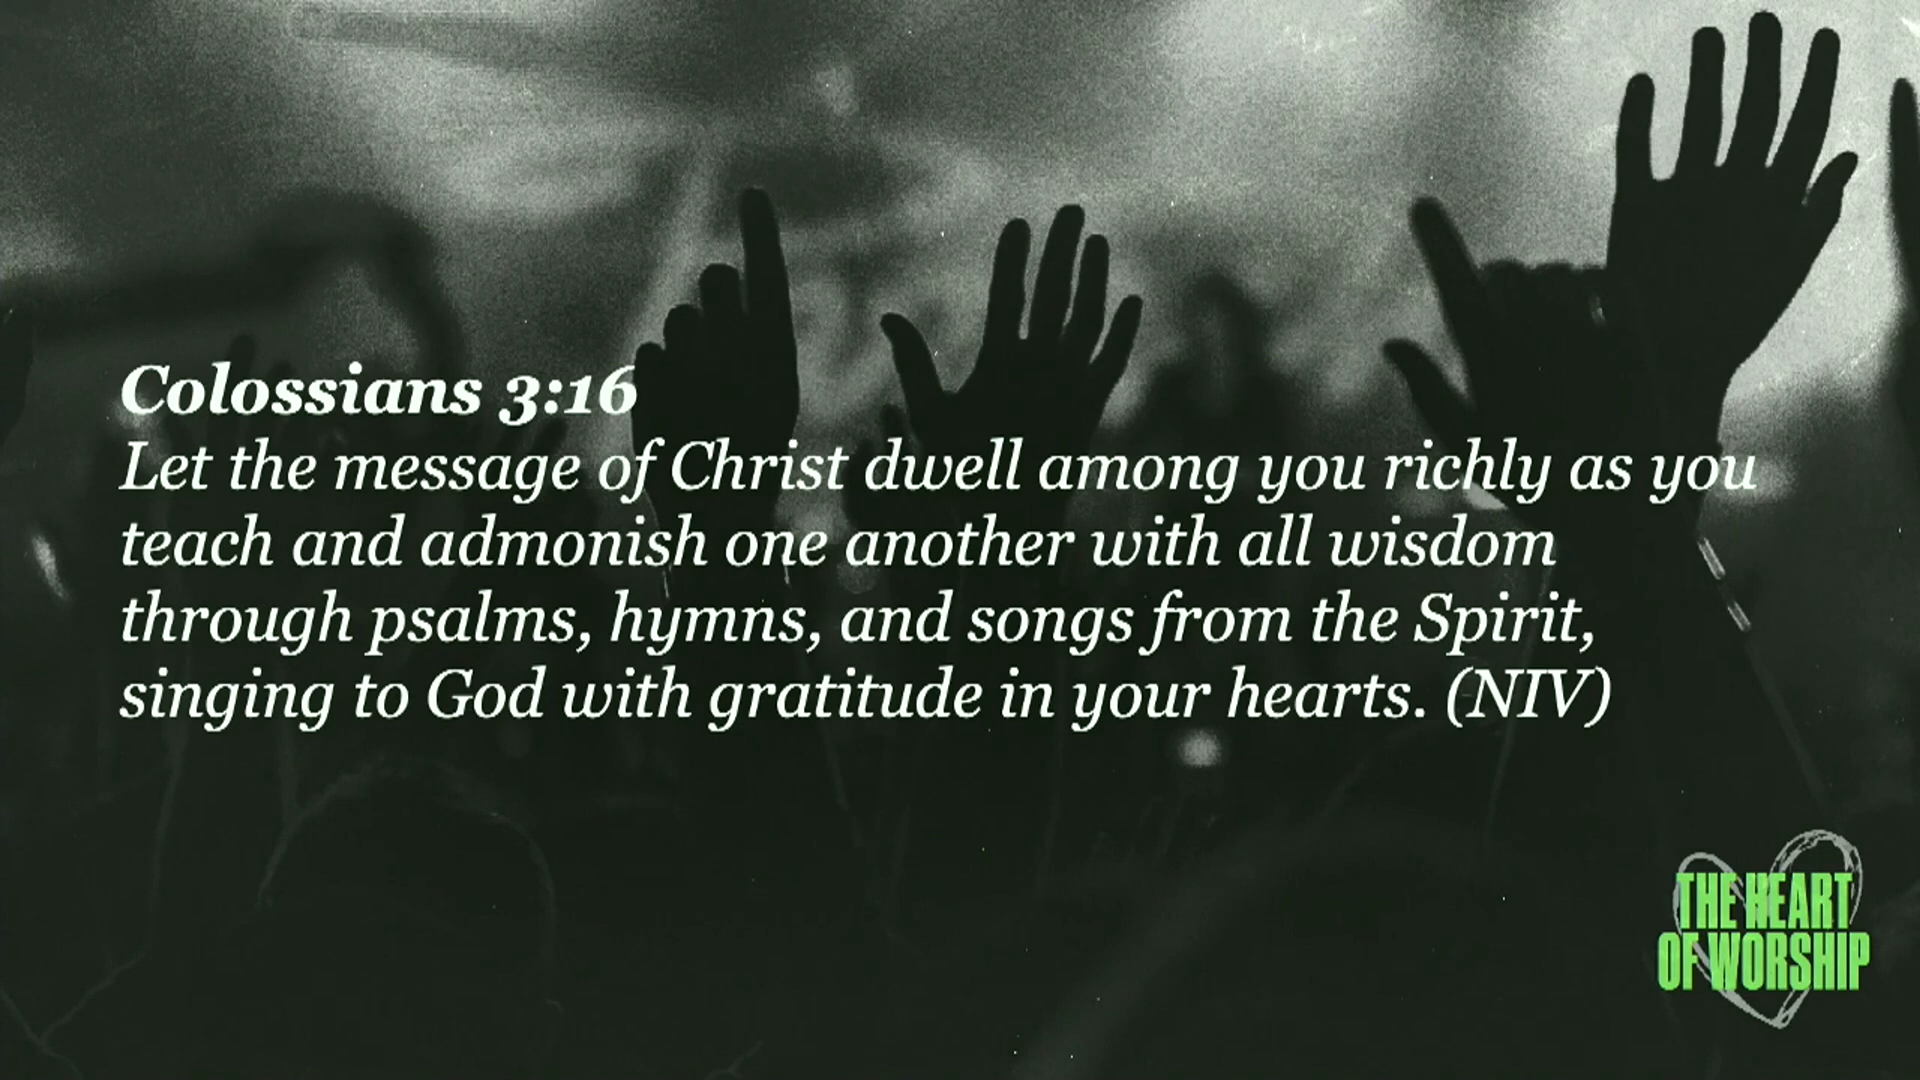 Colossians 3:16
Let the message of Christ dwell among you richly as you
teach and admonish one another with all wisdom
through psalms, hymns, and songs from the Spirit,
singing to God with gratitude in your hearts. (NIV)
THE HEART
OF WORSHIP